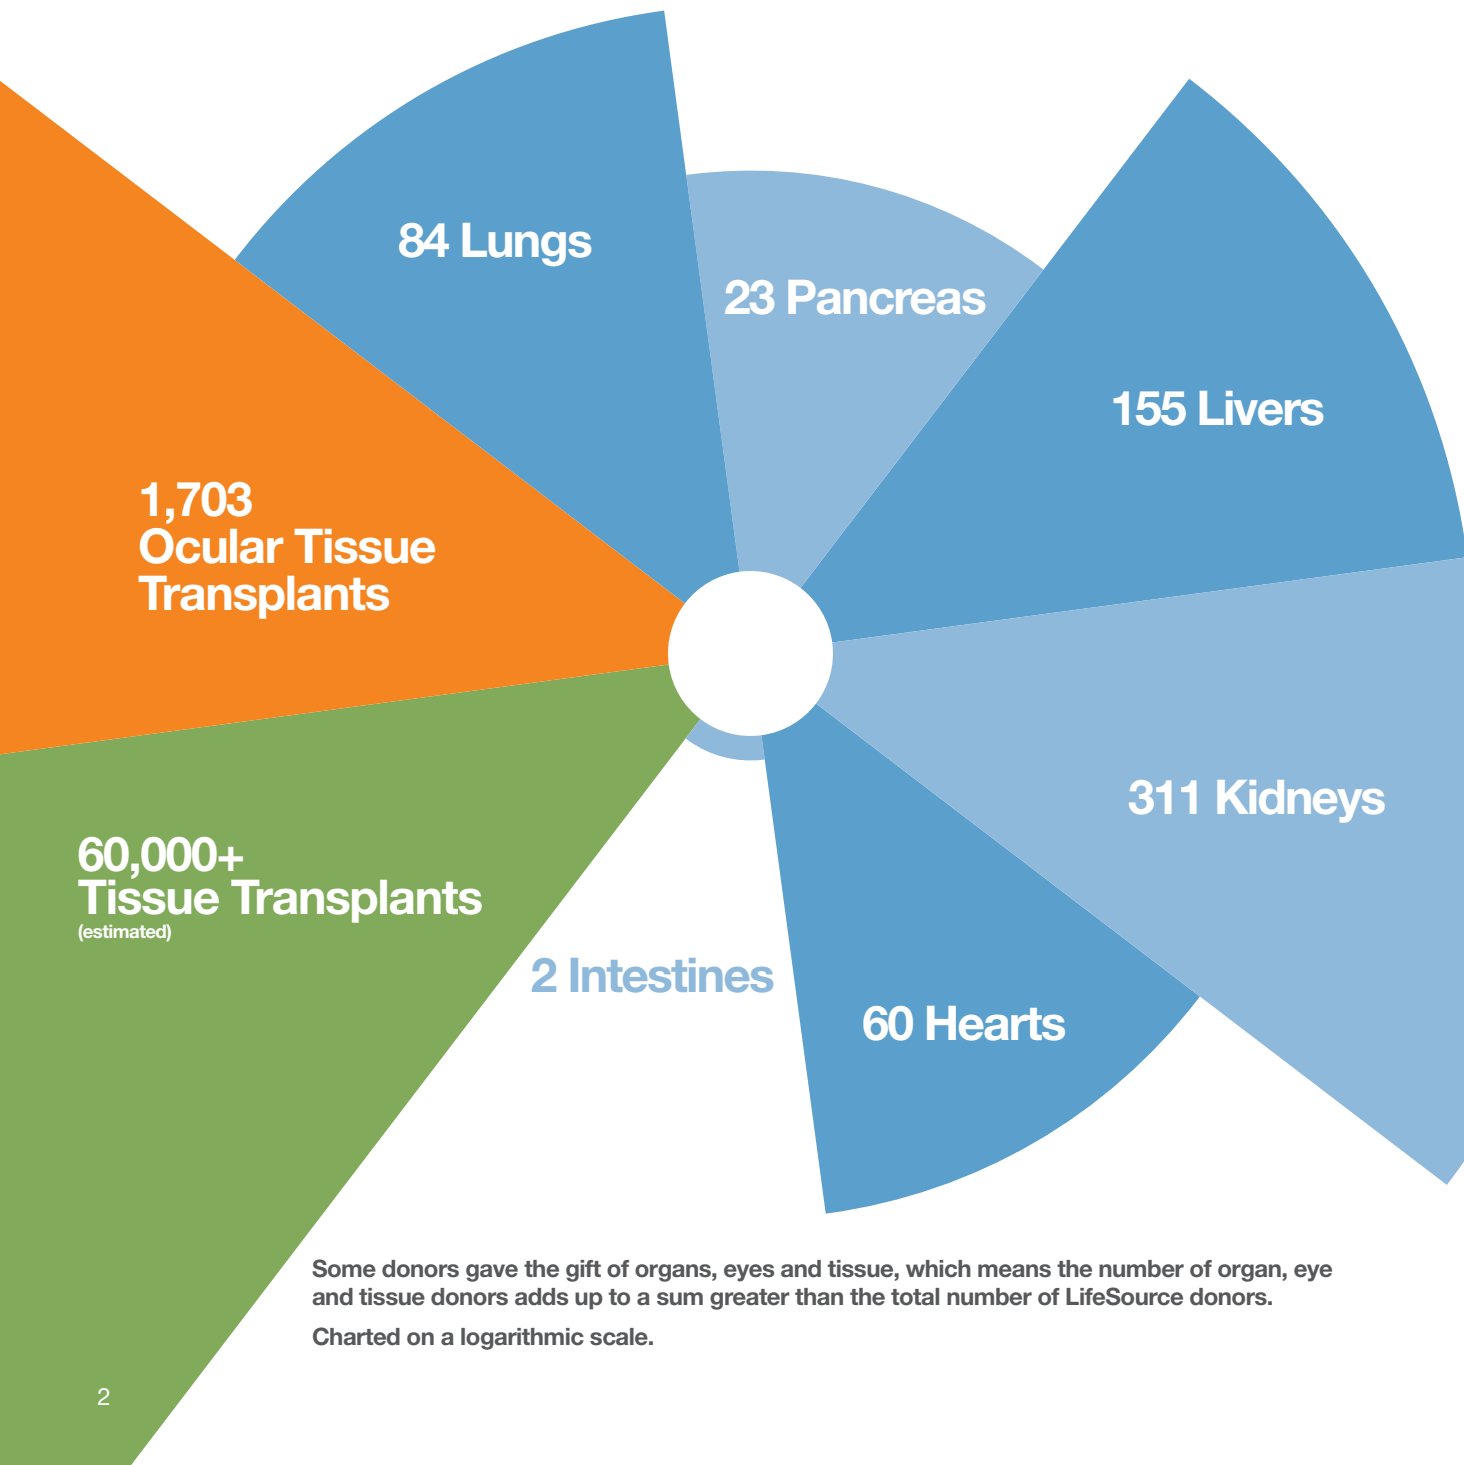 84 Lungs
23 Pancreas
155 Livers
1,703
Ocular Tissue
Transplants
311 Kidneys
60,000+
Tissue Transplants
(estimated)
2 Intestines
60 Hearts
Some donors gave the gift of organs, eyes and tissue, which means the number of organ, eye
and tissue donors adds up to a sum greater than the total number of LifeSource donors.
Charted on a logarithmic scale.
2